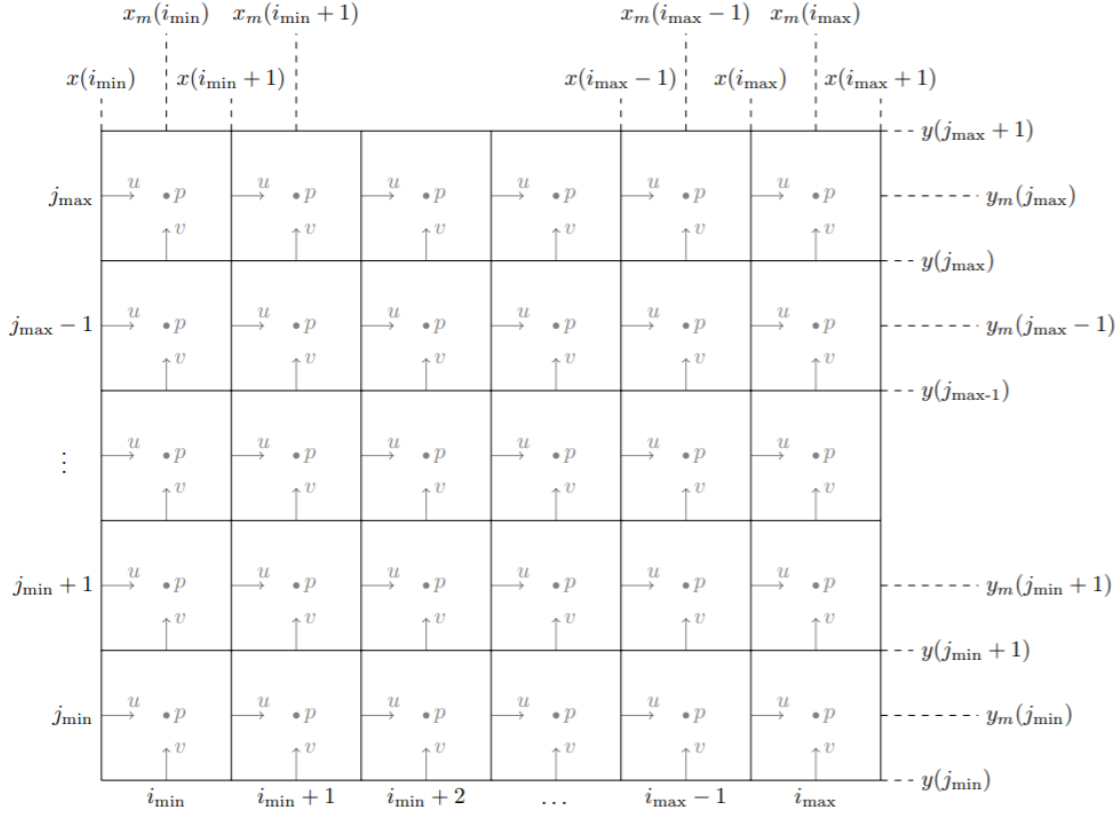 x_m(i_min) x_m(i_min + 1) x_m(i_max − 1) x_m(i_max)
x(i_min) x(i_min + 1) x(i_max − 1) x(i_max) x(i_max + 1)
y(j_max + 1)
u u u u u u
j_max p p p p p p y_m(j_max)
v v v v v v
y(j_max)
u u u u u u
j_max − 1 p p p p p p y_m(j_max − 1)
v v v v v v
y(j_max-1)
u u u u u u
⋮ p p p p p p
v v v v v v
u u u u u u
j_min + 1 p p p p p p y_m(j_min + 1)
v v v v v v
y(j_min + 1)
u u u u u u
j_min p p p p p p y_m(j_min)
v v v v v v
y(j_min)
i_min i_min + 1 i_min + 2 ... i_max − 1 i_max